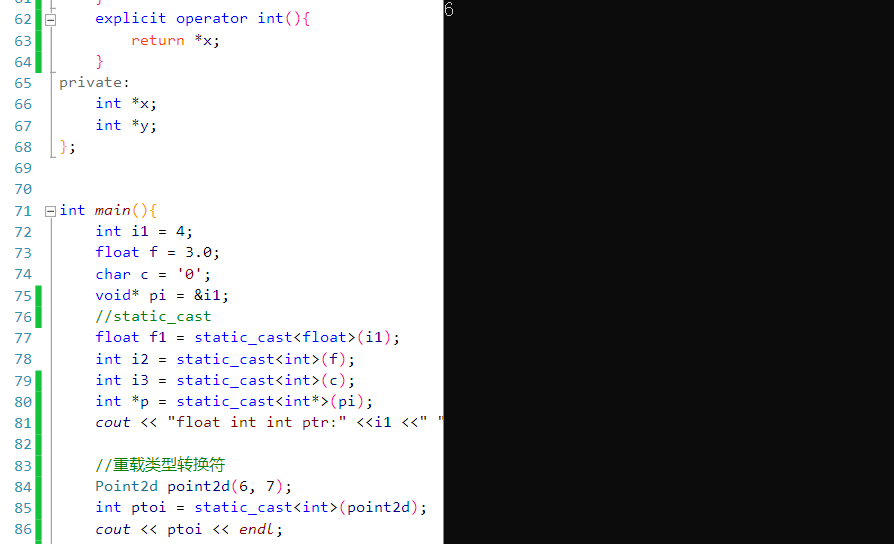 62 explicit operator int(){
63 return *x;
64 }
65 private:
66 int *x;
67 int *y;
68 };
69
70
71 int main(){
72 int i1 = 4;
73 float f = 3.0;
74 char c = '0';
75 void* pi = &i1;
76 //static_cast
77 float f1 = static_cast<float>(i1);
78 int i2 = static_cast<int>(f);
79 int i3 = static_cast<int>(c);
80 int *p = static_cast<int*>(pi);
81 cout << "float int int ptr:" <<i1 <<" "
82
83 //重载类型转换符
84 Point2d point2d(6, 7);
85 int ptoi = static_cast<int>(point2d);
86 cout << ptoi << endl;
6